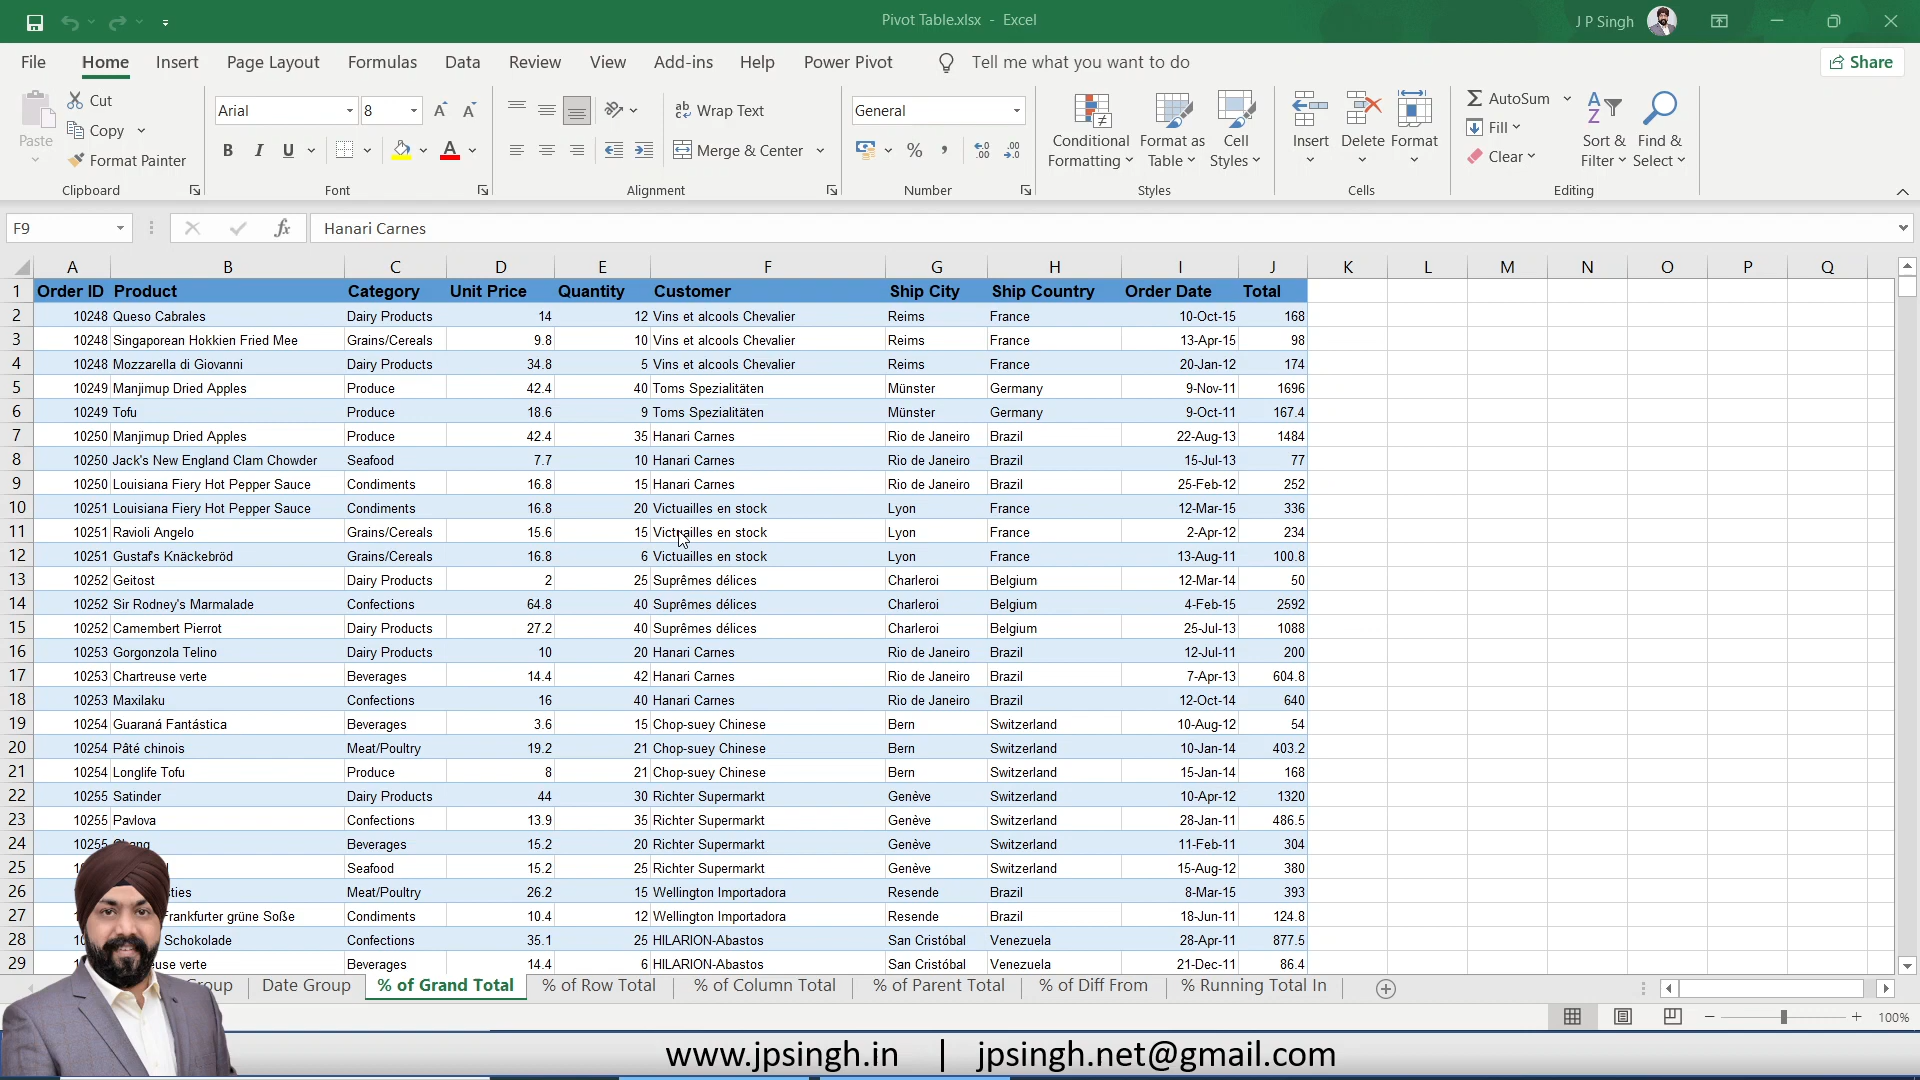 Pivot Table.xlsx - Excel
J P Singh
File Home Insert Page Layout Formulas Data Review View Add-ins Help Power Pivot Tell me what you want to do Share
Paste
Cut
Copy
Format Painter
Clipboard
Arial 8
B I U A
Font
Wrap Text
Merge & Center
Alignment
General
%
Number
Conditional Formatting
Format as Table
Cell Styles
Styles
Insert Delete Format
Cells
AutoSum
Fill
Clear
Sort & Filter
Find & Select
Editing
F9 fx Hanari Carnes
A B C D E F G H I J K L M N O P Q
1 Order ID Product Category Unit Price Quantity Customer Ship City Ship Country Order Date Total
2 10248 Queso Cabrales Dairy Products 14 12 Vins et alcools Chevalier Reims France 10-Oct-15 168
3 10248 Singaporean Hokkien Fried Mee Grains/Cereals 9.8 10 Vins et alcools Chevalier Reims France 13-Apr-15 98
4 10248 Mozzarella di Giovanni Dairy Products 34.8 5 Vins et alcools Chevalier Reims France 20-Jan-12 174
5 10249 Manjimup Dried Apples Produce 42.4 40 Toms Spezialitäten Münster Germany 9-Nov-11 1696
6 10249 Tofu Produce 18.6 9 Toms Spezialitäten Münster Germany 9-Oct-11 167.4
7 10250 Manjimup Dried Apples Produce 42.4 35 Hanari Carnes Rio de Janeiro Brazil 22-Aug-13 1484
8 10250 Jack's New England Clam Chowder Seafood 7.7 10 Hanari Carnes Rio de Janeiro Brazil 15-Jul-13 77
9 10250 Louisiana Fiery Hot Pepper Sauce Condiments 16.8 15 Hanari Carnes Rio de Janeiro Brazil 25-Feb-12 252
10 10251 Louisiana Fiery Hot Pepper Sauce Condiments 16.8 20 Victuailles en stock Lyon France 12-Mar-15 336
11 10251 Ravioli Angelo Grains/Cereals 15.6 15 Victuailles en stock Lyon France 2-Apr-12 234
12 10251 Gustaf's Knäckebröd Grains/Cereals 16.8 6 Victuailles en stock Lyon France 13-Aug-11 100.8
13 10252 Geitost Dairy Products 2 25 Suprêmes délices Charleroi Belgium 12-Mar-14 50
14 10252 Sir Rodney's Marmalade Confections 64.8 40 Suprêmes délices Charleroi Belgium 4-Feb-15 2592
15 10252 Camembert Pierrot Dairy Products 27.2 40 Suprêmes délices Charleroi Belgium 25-Jul-13 1088
16 10253 Gorgonzola Telino Dairy Products 10 20 Hanari Carnes Rio de Janeiro Brazil 12-Jul-11 200
17 10253 Chartreuse verte Beverages 14.4 42 Hanari Carnes Rio de Janeiro Brazil 7-Apr-13 604.8
18 10253 Maxilaku Confections 16 40 Hanari Carnes Rio de Janeiro Brazil 12-Oct-14 640
19 10254 Guaraná Fantástica Beverages 3.6 15 Chop-suey Chinese Bern Switzerland 10-Aug-12 54
20 10254 Pâté chinois Meat/Poultry 19.2 21 Chop-suey Chinese Bern Switzerland 10-Jan-14 403.2
21 10254 Longlife Tofu Produce 8 21 Chop-suey Chinese Bern Switzerland 15-Jan-14 168
22 10255 Satinder Dairy Products 44 30 Richter Supermarkt Genève Switzerland 10-Apr-12 1320
23 10255 Pavlova Confections 13.9 35 Richter Supermarkt Genève Switzerland 28-Jan-11 486.5
24 10255 Beverages 15.2 20 Richter Supermarkt Genève Switzerland 11-Feb-11 304
25 Seafood 15.2 25 Richter Supermarkt Genève Switzerland 15-Aug-12 380
26 Meat/Poultry 26.2 15 Wellington Importadora Resende Brazil 8-Mar-15 393
27 Frankfurter grüne Soße Condiments 10.4 12 Wellington Importadora Resende Brazil 18-Jun-11 124.8
28 Schokolade Confections 35.1 25 HILARION-Abastos San Cristóbal Venezuela 28-Apr-11 877.5
29 verte Beverages 14.4 6 HILARION-Abastos San Cristóbal Venezuela 21-Dec-11 86.4
Date Group % of Grand Total % of Row Total % of Column Total % of Parent Total % of Diff From % Running Total In
100%
www.jpsingh.in | jpsingh.net@gmail.com